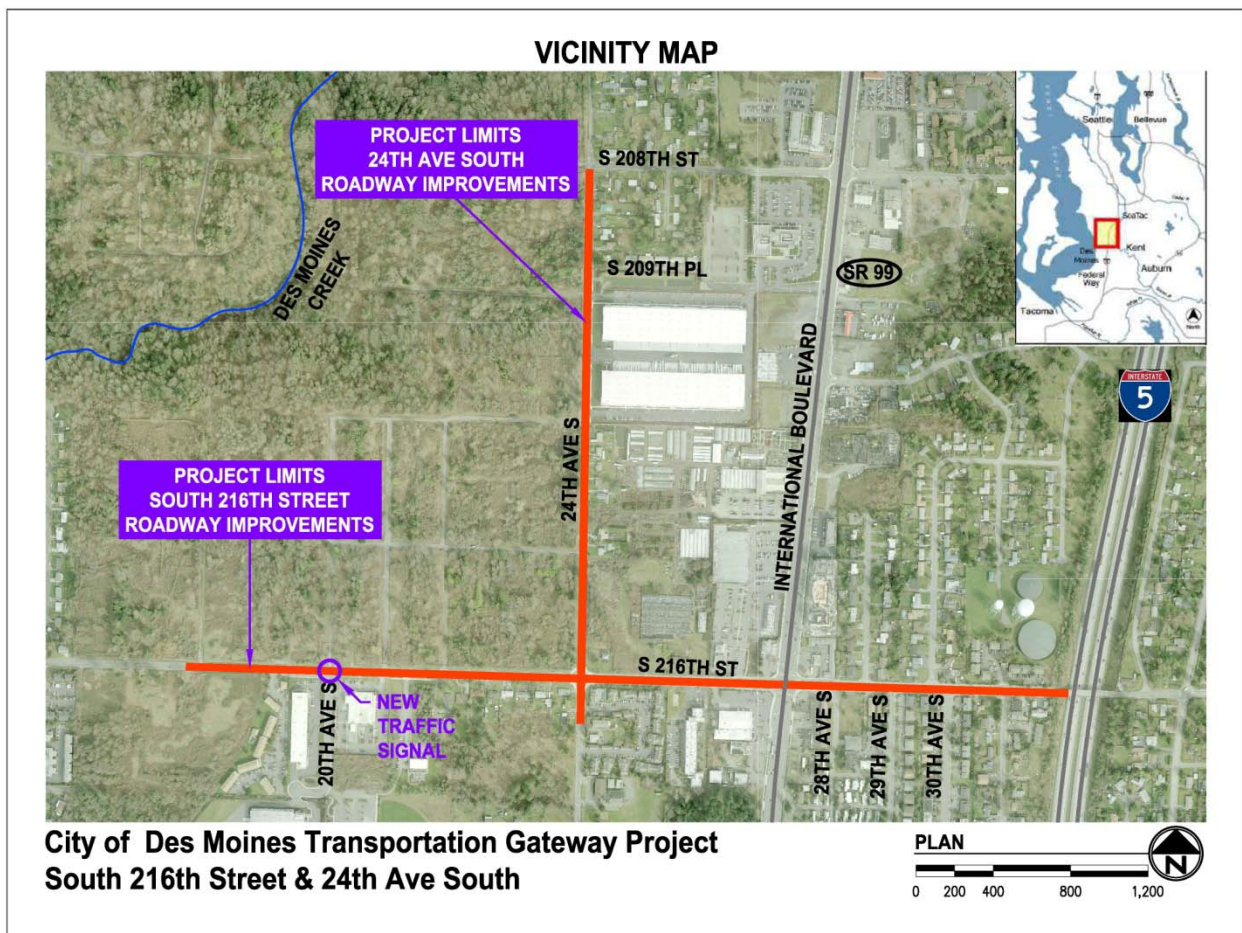 VICINITY MAP
PROJECT LIMITS
24TH AVE SOUTH
ROADWAY IMPROVEMENTS
S 208TH ST
DES MOINES
CREEK
S 209TH PL
SR 99
Seattle
Bellevue
SeaTac
Des
Moines
Kent
Federal
Way
Auburn
Tacoma
North
INTERSTATE
5
INTERNATIONAL BOULEVARD
24TH AVE S
PROJECT LIMITS
SOUTH 216TH STREET
ROADWAY IMPROVEMENTS
S 216TH ST
20TH AVE S
NEW
TRAFFIC
SIGNAL
28TH AVE S
29TH AVE S
30TH AVE S
City of Des Moines Transportation Gateway Project
South 216th Street & 24th Ave South
PLAN
0 200 400 800 1,200
N